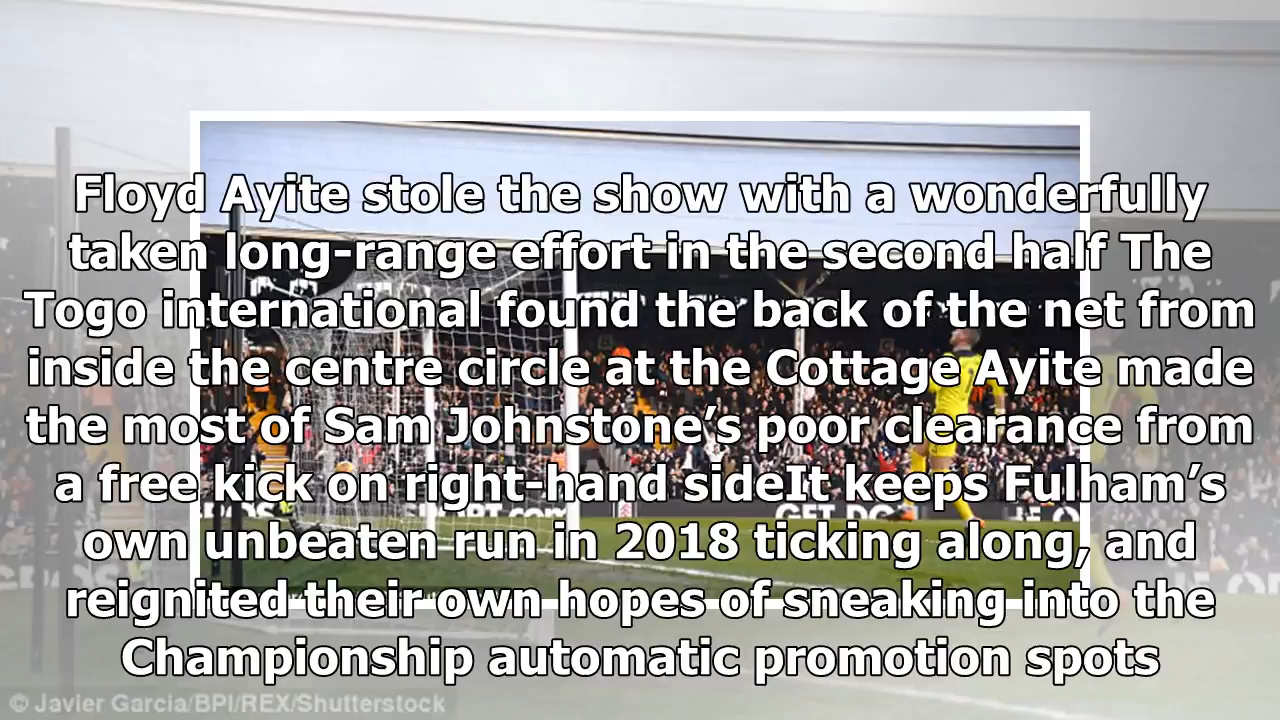 Floyd Ayite stole the show with a wonderfully
taken long-range effort in the second half The
Togo international found the back of the net from
inside the centre circle at the Cottage Ayite made
the most of Sam Johnstone’s poor clearance from
a free kick on right-hand sideIt keeps Fulham’s
own unbeaten run in 2018 ticking along, and
reignited their own hopes of sneaking into the
Championship automatic promotion spots
© Javier Garcia/BPI/REX/Shutterstock